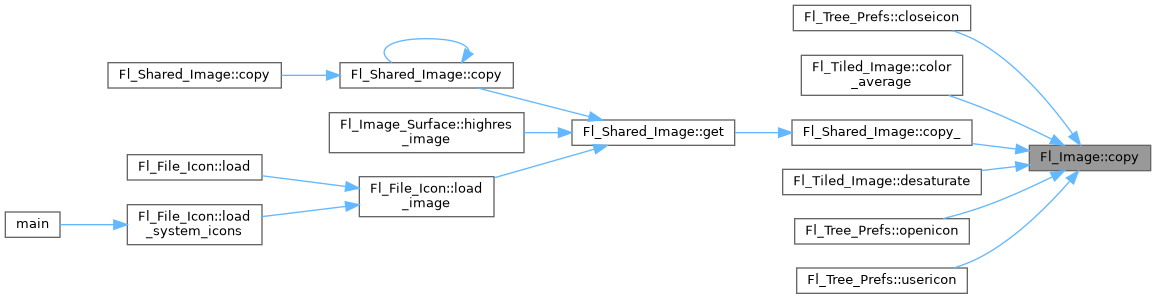 Fl_Tree_Prefs::closeicon
Fl_Shared_Image::copy
Fl_Shared_Image::copy
Fl_Tiled_Image::color
_average
Fl_Image_Surface::highres
_image
Fl_Shared_Image::get
Fl_Shared_Image::copy_
Fl_Image::copy
Fl_File_Icon::load
Fl_File_Icon::load
_image
Fl_Tiled_Image::desaturate
main
Fl_File_Icon::load
_system_icons
Fl_Tree_Prefs::openicon
Fl_Tree_Prefs::usericon